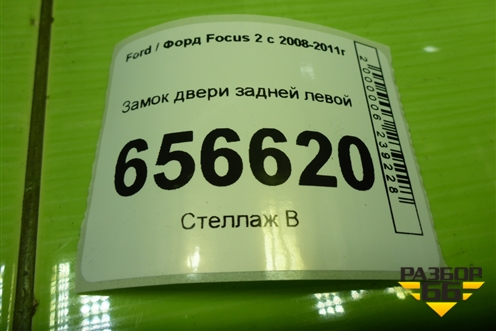 Ford / Форд Focus 2 с 2008-2011г
Замок двери задней левой
656620
Стеллаж В
2000006239228
РАЗБОР
66